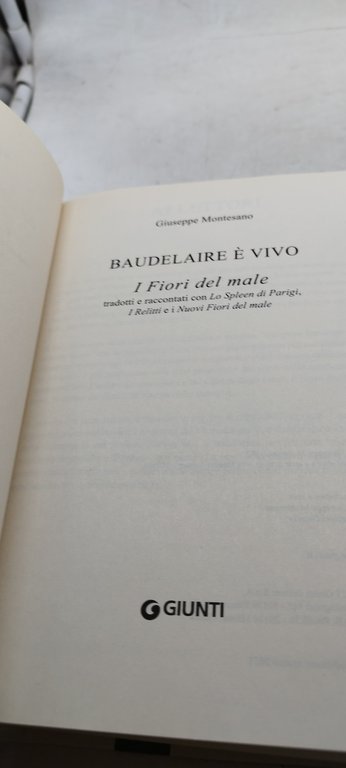 Giuseppe Montesano
BAUDELAIRE È VIVO
I Fiori del male
tradotti e raccontati con Lo Spleen di Parigi,
I Relitti e i Nuovi Fiori del male
GIUNTI